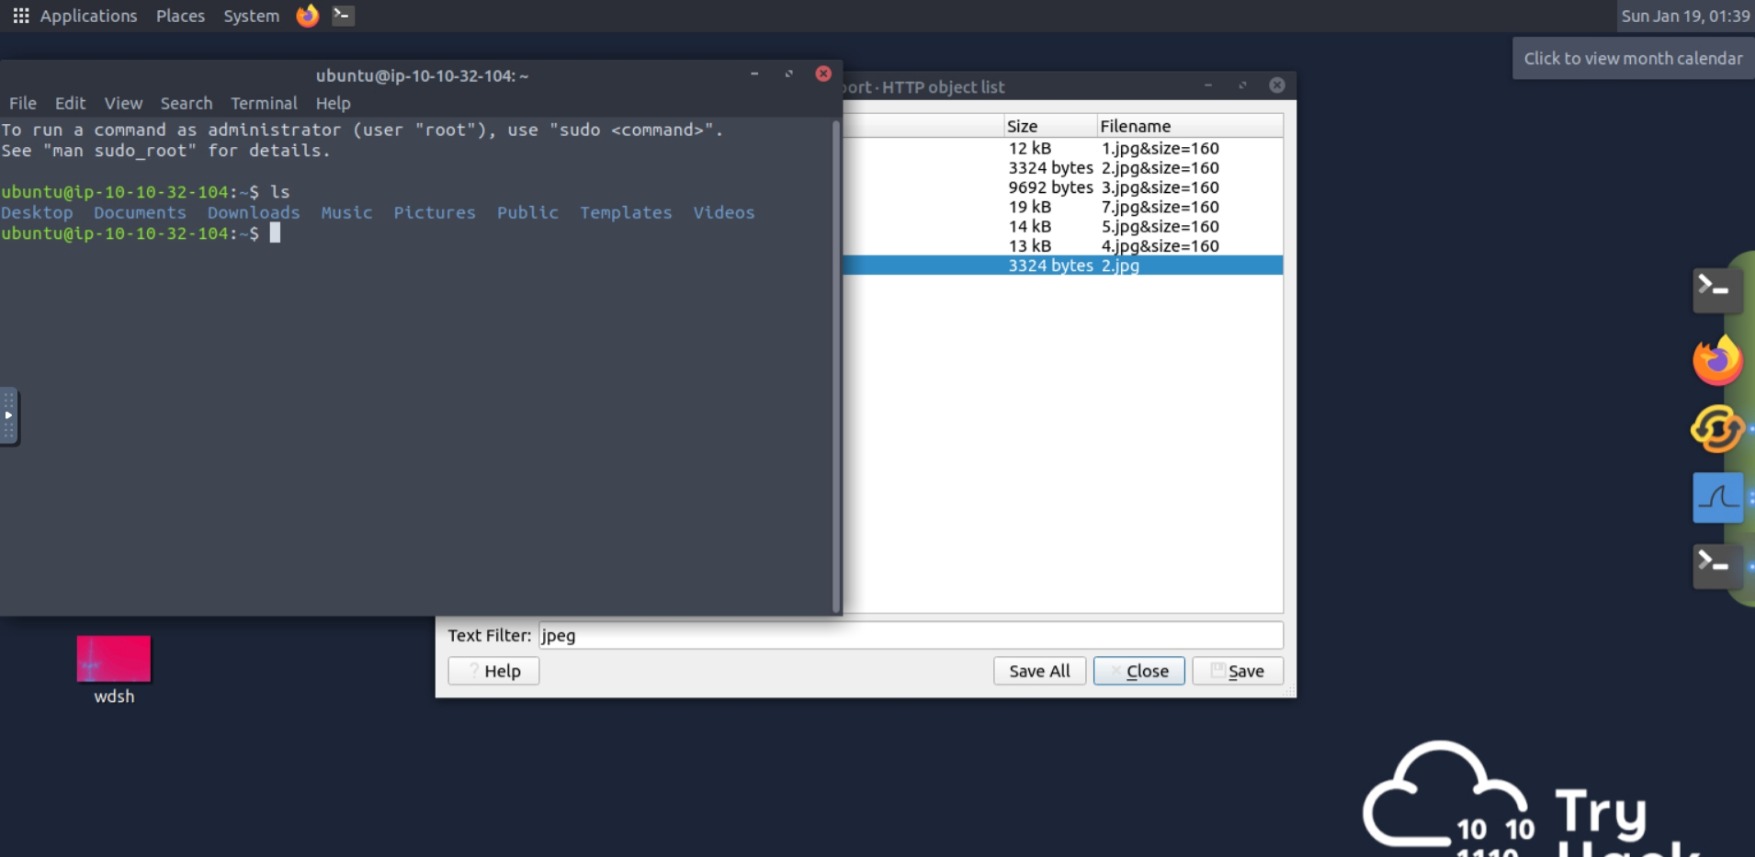 Applications Places System
Sun Jan 19, 01:39
Click to view month calendar
ubuntu@ip-10-10-32-104: ~
File Edit View Search Terminal Help
To run a command as administrator (user "root"), use "sudo <command>".
See "man sudo_root" for details.
ubuntu@ip-10-10-32-104:~$ ls
Desktop Documents Downloads Music Pictures Public Templates Videos
ubuntu@ip-10-10-32-104:~$
port · HTTP object list
Size Filename
12 kB 1.jpg&size=160
3324 bytes 2.jpg&size=160
9692 bytes 3.jpg&size=160
19 kB 7.jpg&size=160
14 kB 5.jpg&size=160
13 kB 4.jpg&size=160
3324 bytes 2.jpg
Text Filter: jpeg
? Help Save All Close Save
wdsh
Try
10 10
1110
Hack